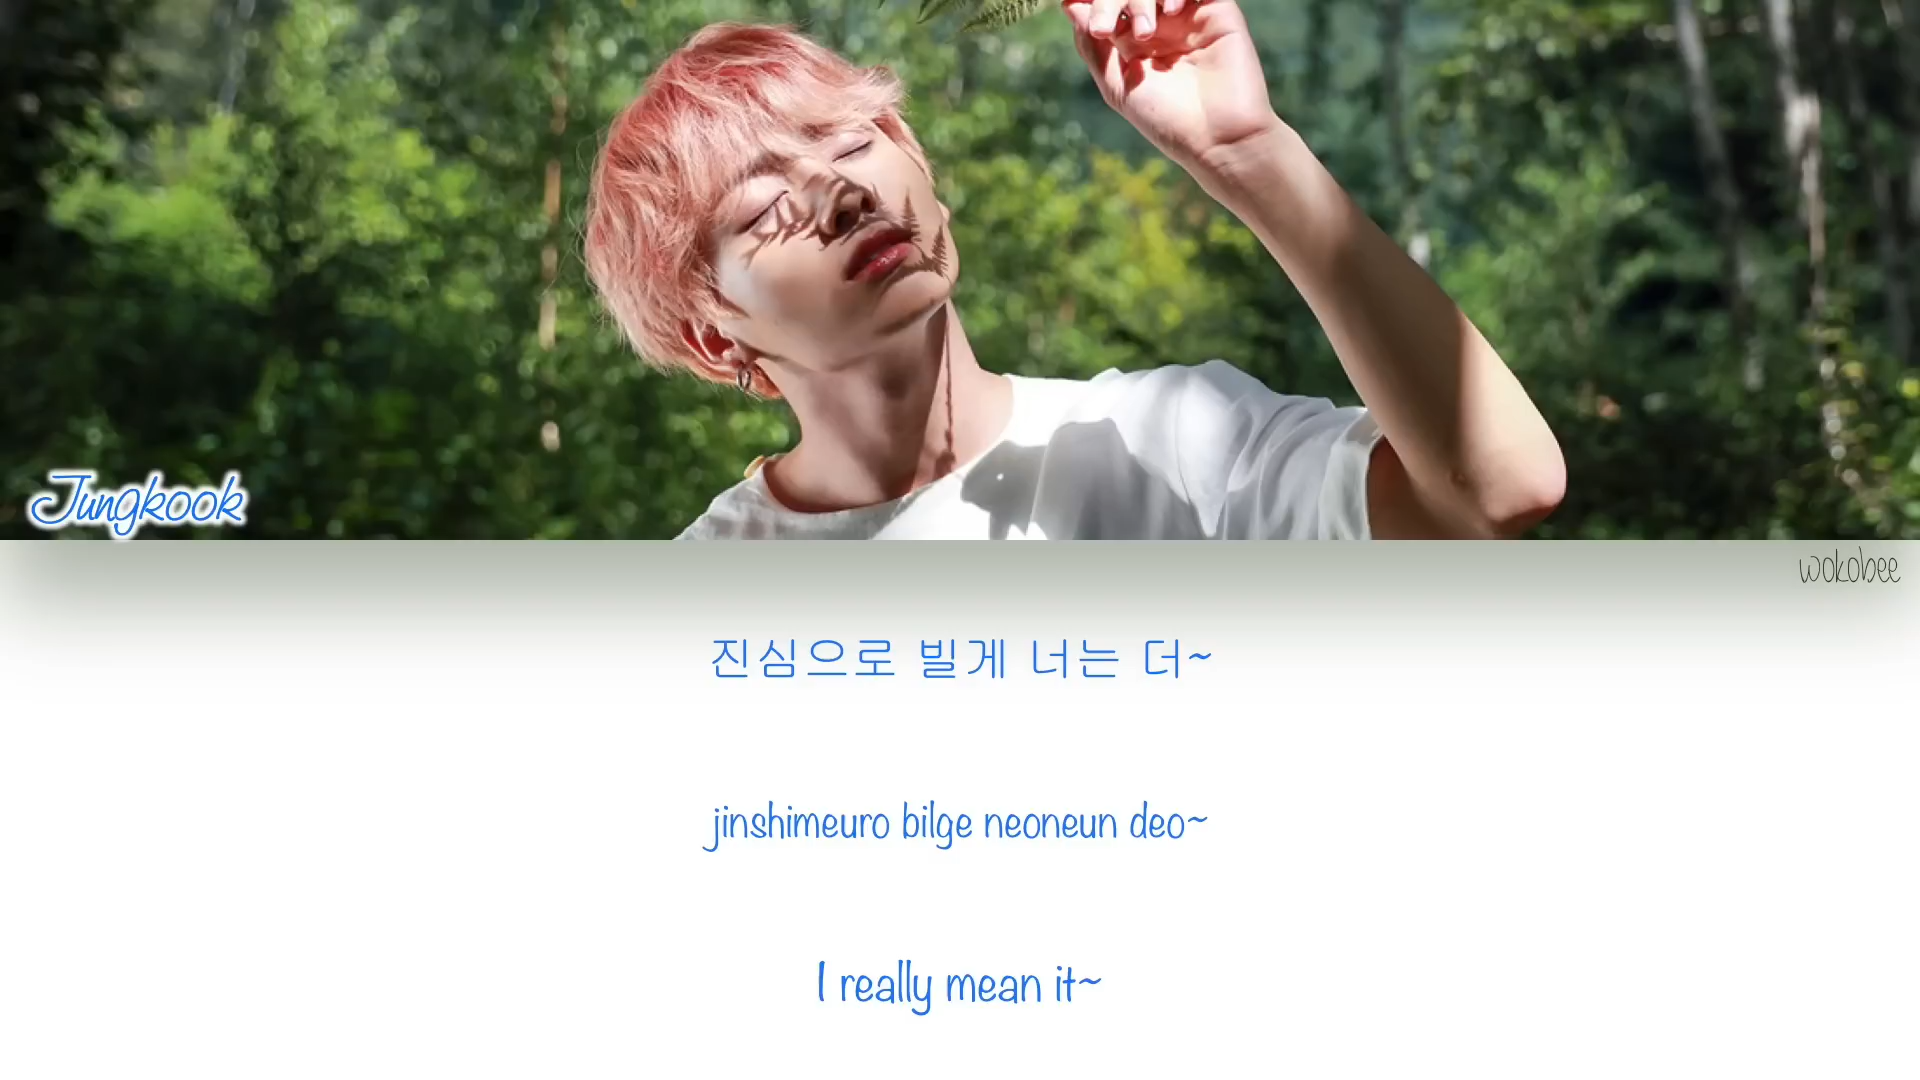 Jungkook
wokobee
진심으로 빌게 너는 더~
jinshimeuro bilge neoneun deo~
I really mean it~